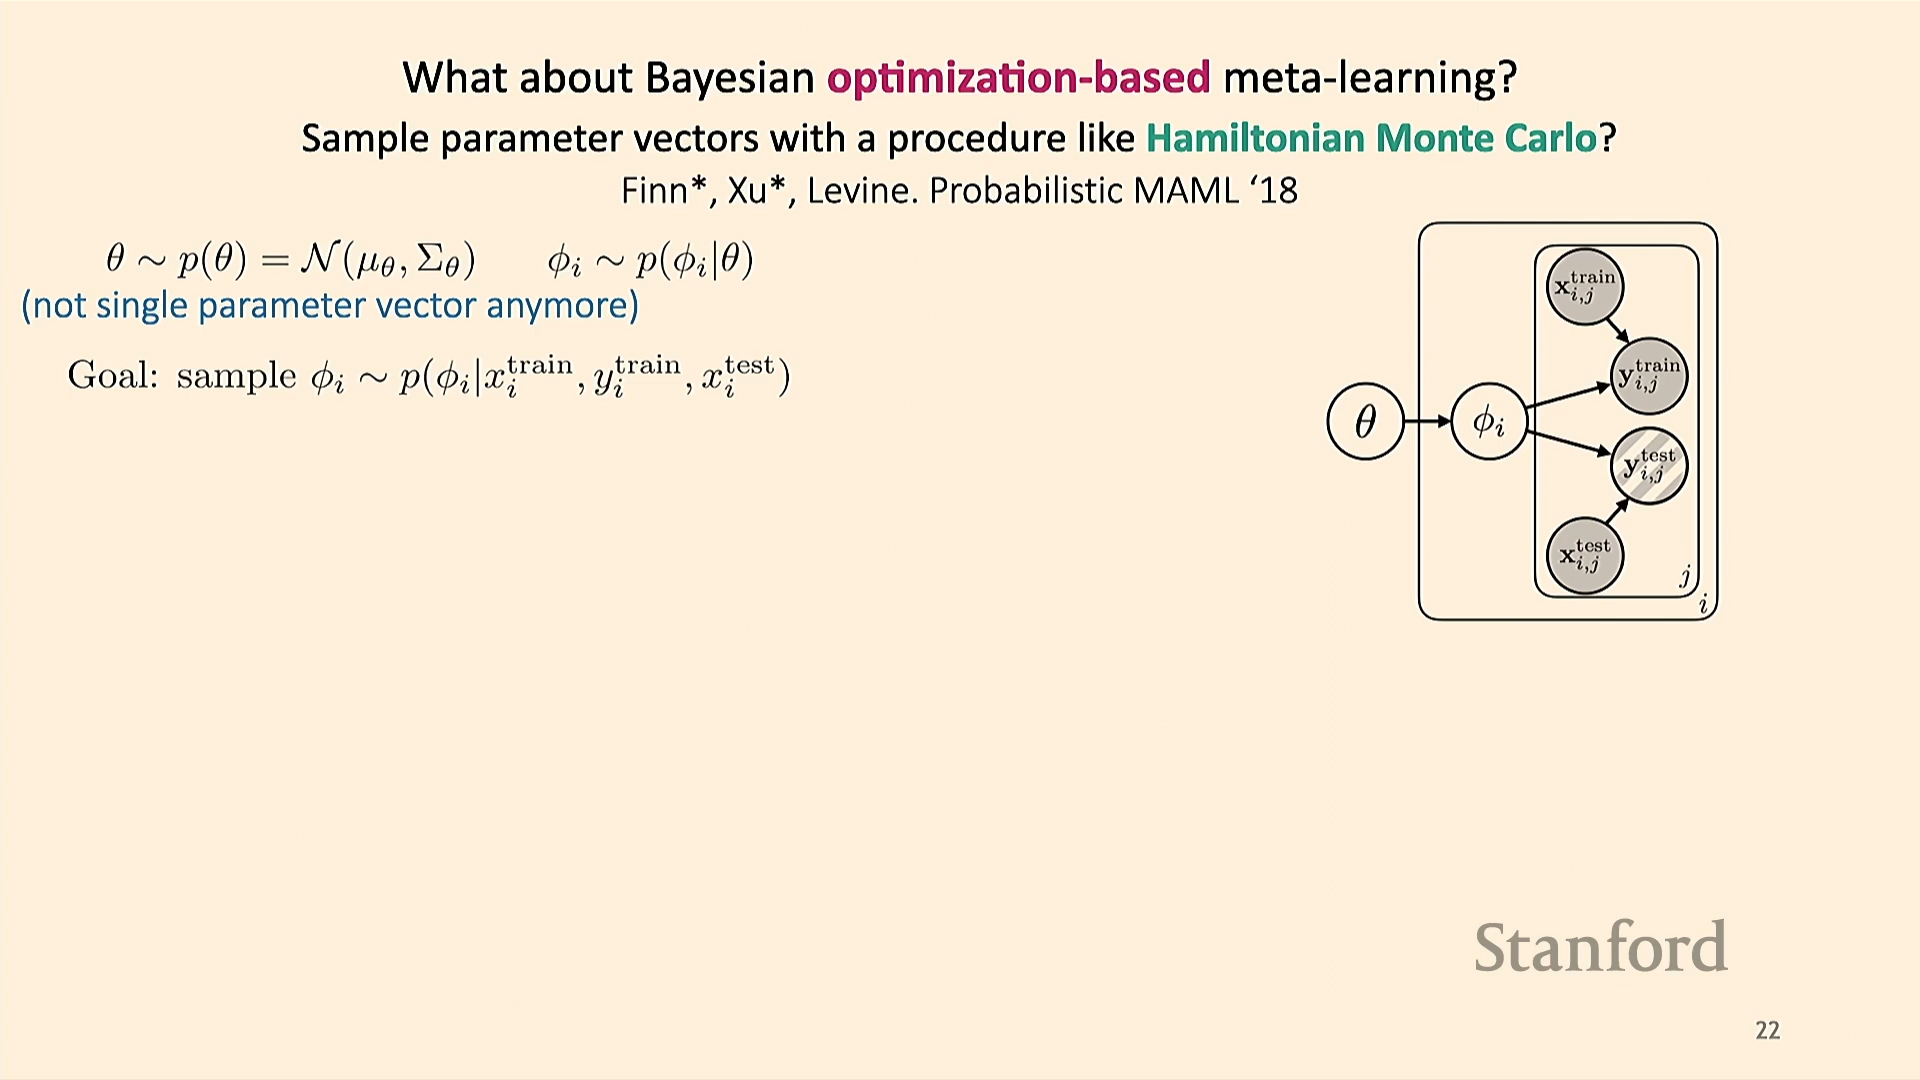 What about Bayesian optimization-based meta-learning?
Sample parameter vectors with a procedure like Hamiltonian Monte Carlo?
Finn*, Xu*, Levine. Probabilistic MAML ‘18
θ ∼ p(θ) = 𝒩(μ_θ, Σ_θ)   ϕ_i ∼ p(ϕ_i|θ)
(not single parameter vector anymore)
Goal: sample ϕ_i ∼ p(ϕ_i|x_i^train, y_i^train, x_i^test)
x_{i,j}^train
y_{i,j}^train
θ
ϕ_i
y_{i,j}^test
x_{i,j}^test
j
i
Stanford
22